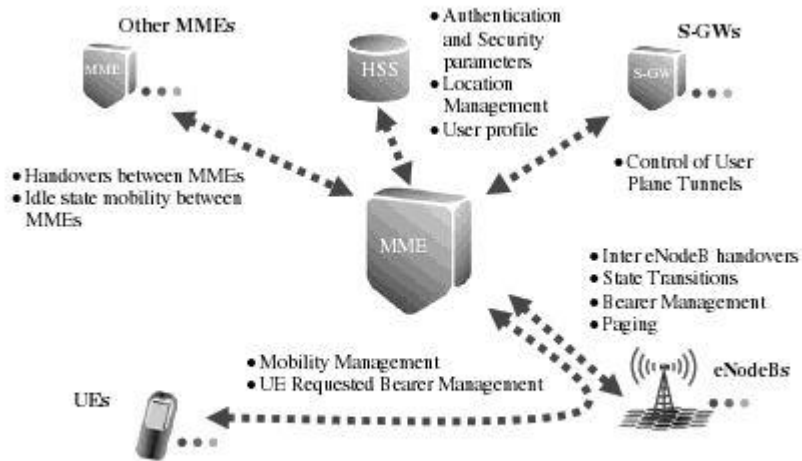 Other MMEs
MME
HSS
● Authentication
and Security
parameters
● Location
Management
● User profile
S-GWs
S-GW
● Handovers between MMEs
● Idle state mobility between
MMEs
● Control of User
Plane Tunnels
MME
● Inter eNodeB handovers
● State Transitions
● Bearer Management
● Paging
● Mobility Management
● UE Requested Bearer Management
UEs
eNodeBs